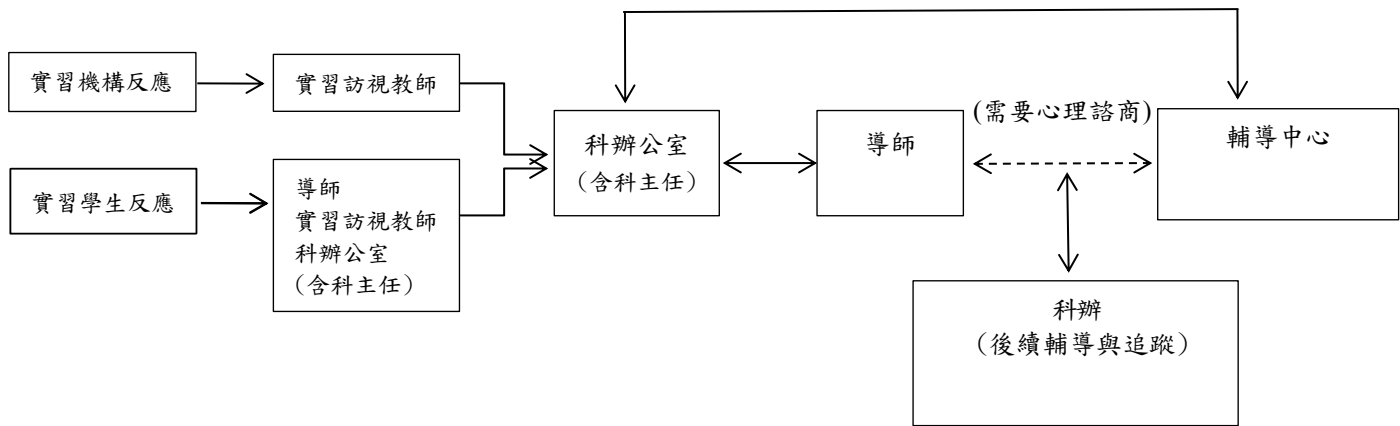 實習機構反應
實習訪視教師
實習學生反應
導師
實習訪視教師
科辦公室
（含科主任）
科辦公室
（含科主任）
導師
(需要心理諮商)
輔導中心
科辦
（後續輔導與追蹤）